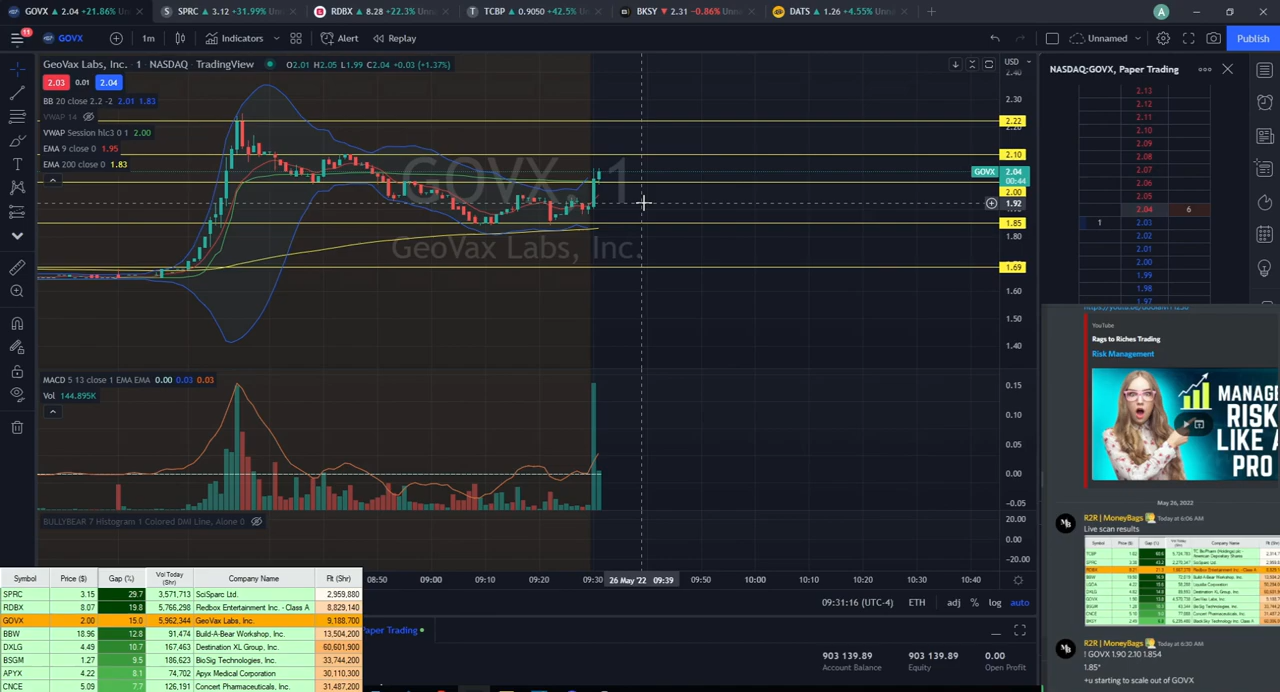 GOVX ▲ 2.04 +21.86%
SPRC ▲ 3.12 +31.99%
RDBX ▲ 8.28 +22.3%
TCBP ▲ 0.9050 +42.5%
BKSY ▼ 2.31 −0.86%
DATS ▲ 1.26 +4.55%
A
11
GOVX
1m
Indicators
Alert
Replay
Unnamed
Publish
GeoVax Labs, Inc. · 1 · NASDAQ · TradingView
O2.01 H2.05 L1.99 C2.04 +0.03 (+1.37%)
USD
2.03 0.01 2.04
BB 20 close 2.2 -2 2.01 1.83
VWAP 14
VWAP Session hlc3 0 1 2.00
EMA 9 close 0 1.95
EMA 200 close 0 1.83
GOVX, 1
GeoVax Labs, Inc.
2.40
2.30
2.22
2.10
GOVX 2.04
00:44
2.00
1.92
1.85
1.80
1.69
1.60
1.50
1.40
MACD 5 13 close 1 EMA EMA 0.00 0.03 0.03
Vol 144.895K
0.15
0.10
0.05
0.00
−0.05
BULLYBEAR 7 Histogram 1 Colored DMI Line, Alone 0
20.00
0.00
−20.00
08:50 09:00 09:10 09:20 09:30 26 May '22 09:39 09:50 10:00 10:10 10:20 10:30 10:40
09:31:16 (UTC-4) ETH adj % log auto
Paper Trading
903 139.89 903 139.89 0.00
Account Balance Equity Open Profit
NASDAQ:GOVX, Paper Trading
2.13
2.12
2.11
2.10
2.09
2.08
2.07
2.06
2.05
2.04 6
1 2.03
2.02
2.01
2.00
1.99
1.98
1.97
YouTube
Rags to Riches Trading
Risk Management
MANAG
RISK
LIKE A
PRO
May 26, 2022
R2R | MoneyBags Today at 6:06 AM
Live scan results
R2R | MoneyBags Today at 6:30 AM
! GOVX 1.90 2.10 1.854
1.85*
+u starting to scale out of GOVX
Symbol Price ($) Gap (%) Vol Today (Shr) Company Name Flt (Shr)
SPRC 3.15 29.7 3,571,713 SciSparc Ltd. 2,959,880
RDBX 8.07 19.8 5,766,298 Redbox Entertainment Inc. - Class A 8,829,140
GOVX 2.00 15.0 5,962,344 GeoVax Labs, Inc. 9,188,700
BBW 18.96 12.8 91,474 Build-A-Bear Workshop, Inc. 13,504,200
DXLG 4.49 10.7 167,463 Destination XL Group, Inc. 60,601,900
BSGM 1.27 9.5 186,623 BioSig Technologies, Inc. 33,744,200
APYX 4.22 8.1 74,702 Apyx Medical Corporation 30,110,300
CNCE 5.09 7.7 126,191 Concert Pharmaceuticals, Inc. 31,487,200